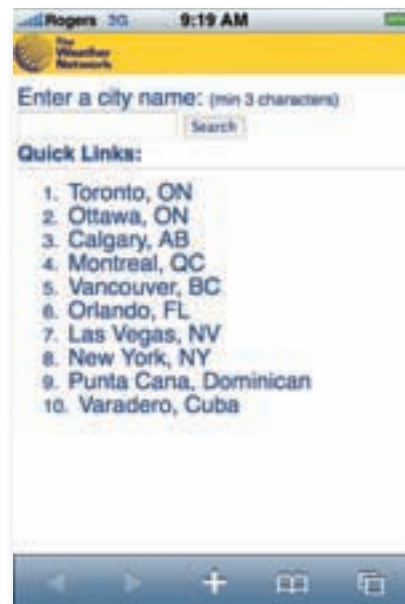 Rogers 3G 9:19 AM
The
Weather
Network
Enter a city name: (min 3 characters)
Search
Quick Links:
1. Toronto, ON
2. Ottawa, ON
3. Calgary, AB
4. Montreal, QC
5. Vancouver, BC
6. Orlando, FL
7. Las Vegas, NV
8. New York, NY
9. Punta Cana, Dominican
10. Varadero, Cuba